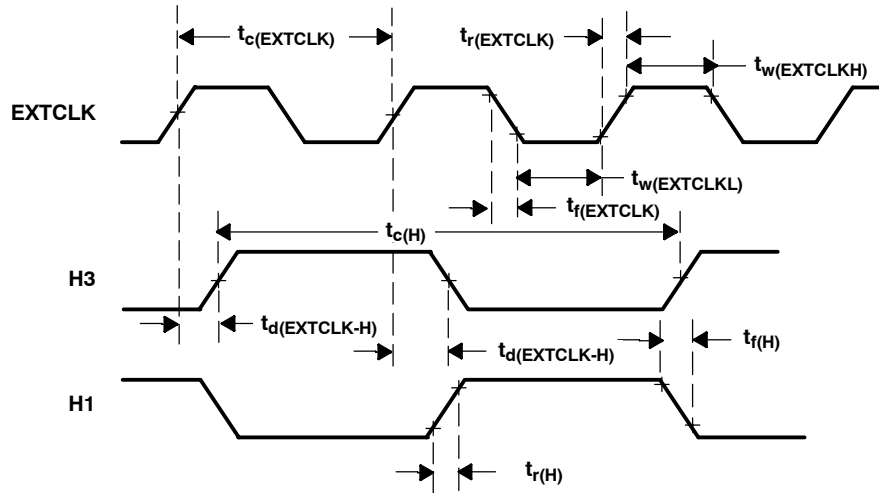 tc(EXTCLK)
tr(EXTCLK)
tw(EXTCLKH)
EXTCLK
tw(EXTCLKL)
tf(EXTCLK)
tc(H)
H3
td(EXTCLK-H)
td(EXTCLK-H)
tf(H)
H1
tr(H)